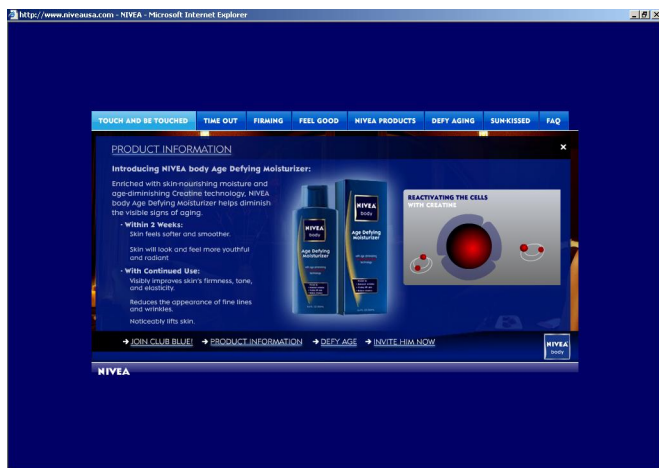 http://www.niveausa.com - NIVEA - Microsoft Internet Explorer
TOUCH AND BE TOUCHED TIME OUT FIRMING FEEL GOOD NIVEA PRODUCTS DEFY AGING SUN-KISSED FAQ
PRODUCT INFORMATION
Introducing NIVEA body Age Defying Moisturizer:
Enriched with skin-nourishing moisture and
age-diminishing Creatine technology, NIVEA
body Age Defying Moisturizer helps diminish
the visible signs of aging.
· Within 2 Weeks:
Skin feels softer and smoother.
Skin will look and feel more youthful
and radiant
· With Continued Use:
Visibly improves skin's firmness, tone,
and elasticity.
Reduces the appearance of fine lines
and wrinkles.
Noticeably lifts skin.
NIVEA
body
Age Defying
Moisturizer
NIVEA
body
Age Defying
Moisturizer
REACTIVATING THE CELLS
WITH CREATINE
→ JOIN CLUB BLUE! → PRODUCT INFORMATION → DEFY AGE → INVITE HIM NOW
NIVEA
body
NIVEA